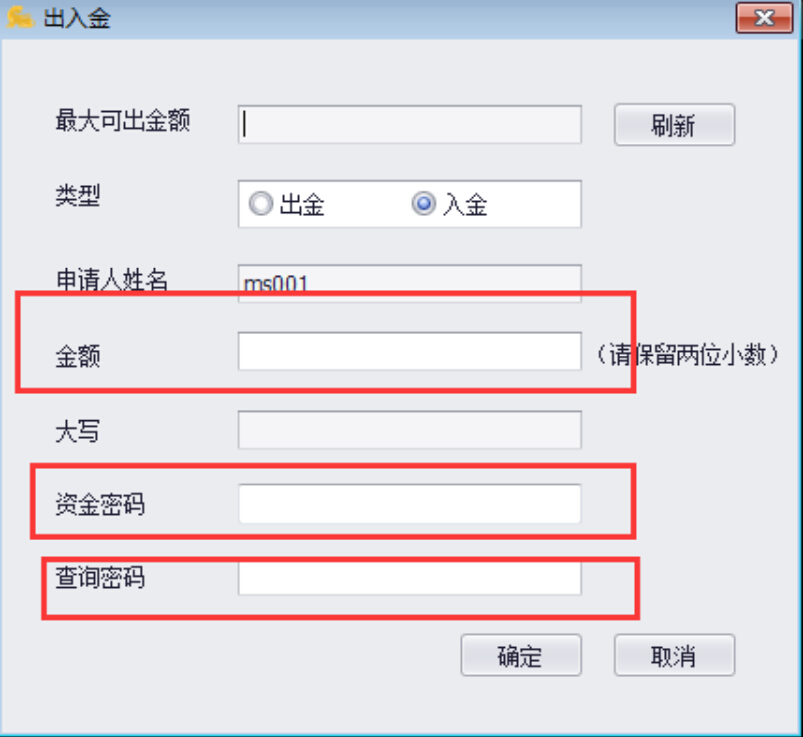 出入金
最大可出金额 刷新
类型 出金 入金
申请人姓名 ms001
金额 （请保留两位小数）
大写
资金密码
查询密码
确定 取消